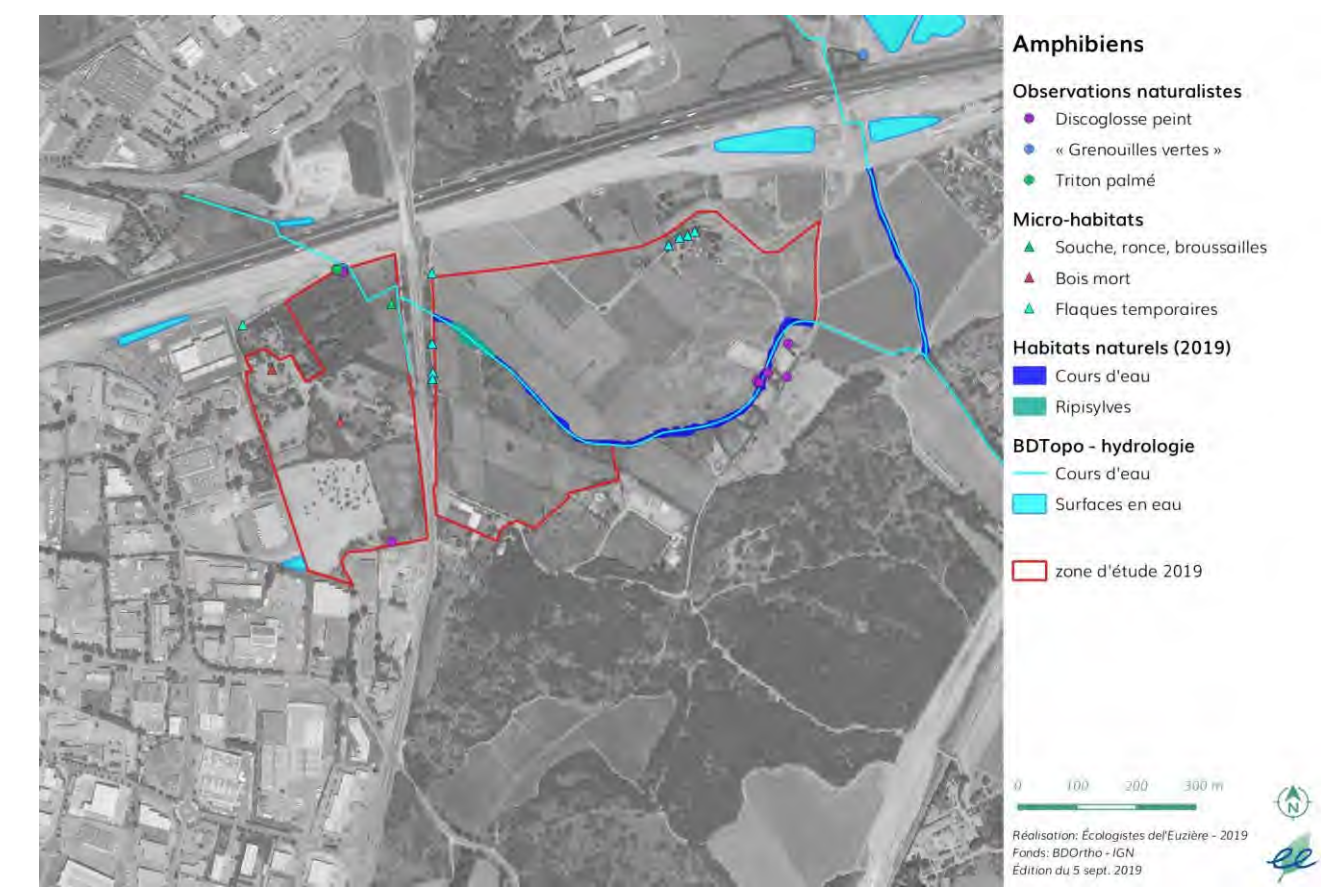 Amphibiens
Observations naturalistes
Discoglosse peint
« Grenouilles vertes »
Triton palmé
Micro-habitats
Souche, ronce, broussailles
Bois mort
Flaques temporaires
Habitats naturels (2019)
Cours d'eau
Ripisylves
BDTopo - hydrologie
Cours d'eau
Surfaces en eau
zone d'étude 2019
0 100 200 300 m
N
Réalisation: Écologistes del'Euzière - 2019
Fonds: BDOrtho - IGN
Édition du 5 sept. 2019
ee